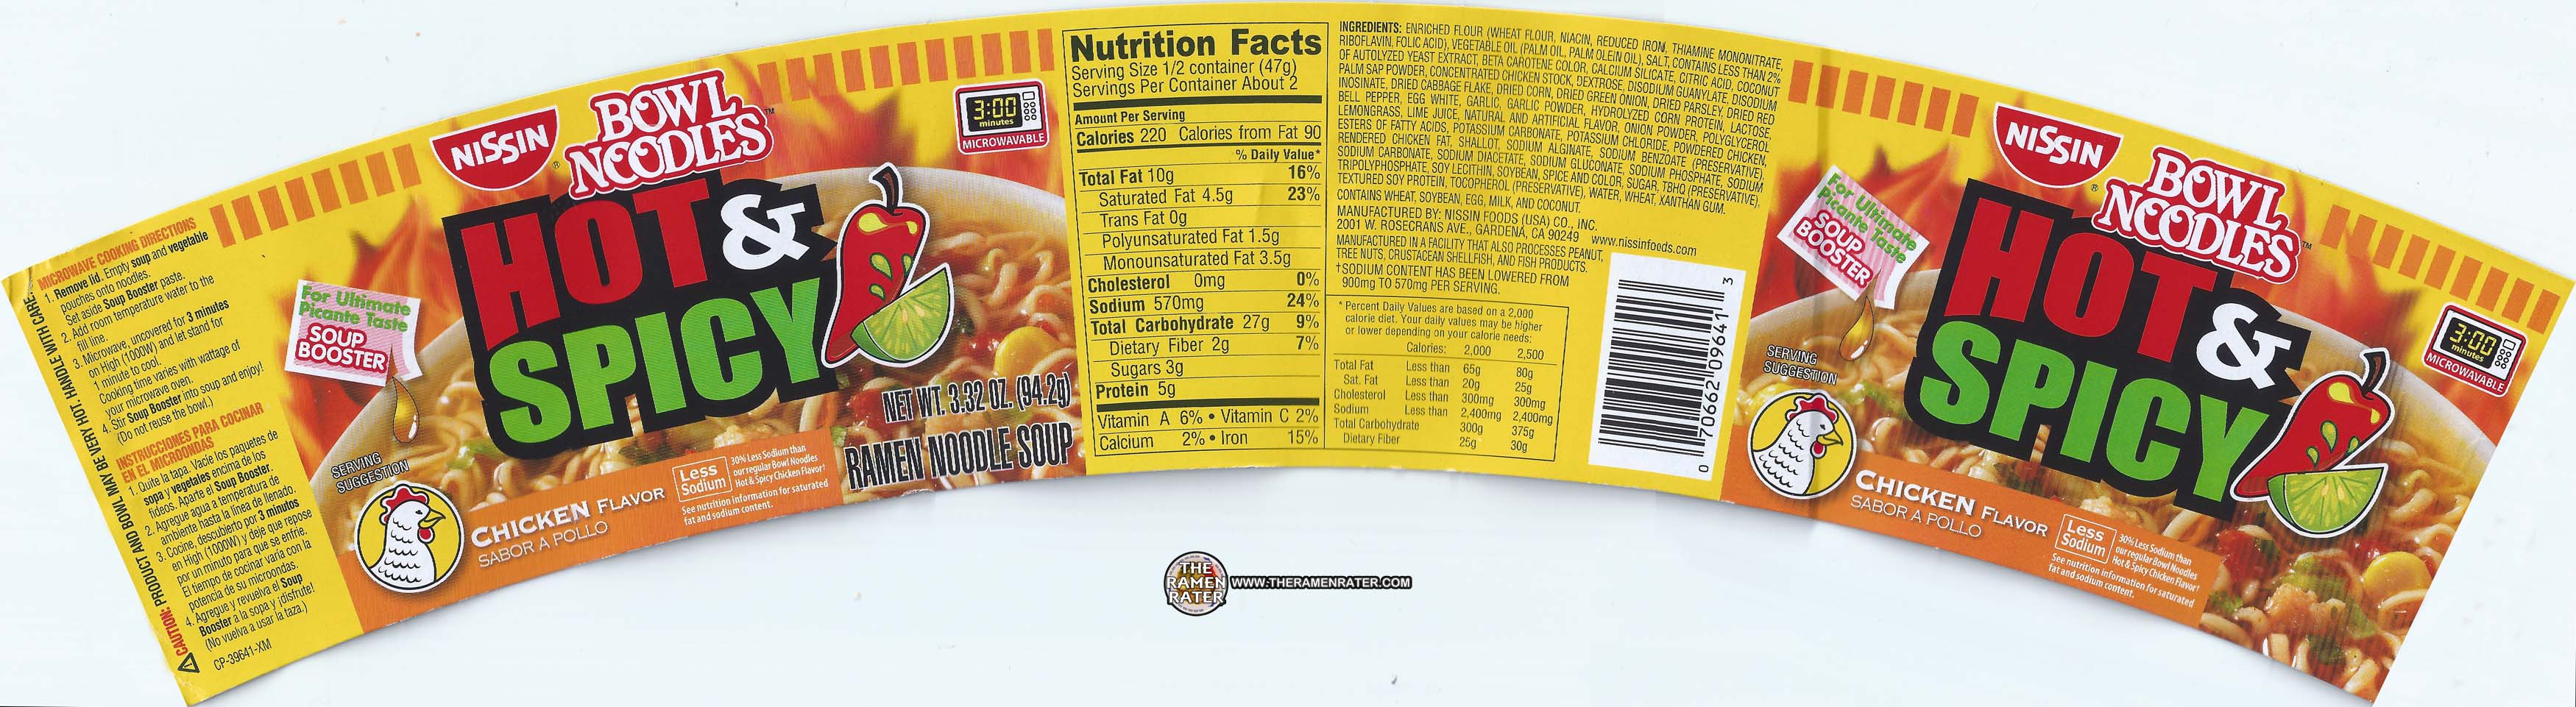 CAUTION: PRODUCT AND BOWL MAY BE VERY HOT. HANDLE WITH CARE.
MICROWAVE COOKING DIRECTIONS
1. Remove lid. Empty soup and vegetable
pouches onto noodles.
Set aside Soup Booster paste.
2. Add room temperature water to the
fill line.
3. Microwave, uncovered for 3 minutes
on High (1000W) and let stand for
1 minute to cool.
Cooking time varies with wattage of
your microwave oven.
4. Stir Soup Booster into soup and enjoy!
(Do not reuse the bowl.)
INSTRUCCIONES PARA COCINAR
EN EL MICROONDAS
1. Quite la tapa. Vacíe los paquetes de
sopa y vegetales encima de los
fideos. Aparte el Soup Booster.
2. Agregue agua a temperatura de
ambiente hasta la línea de llenado.
3. Cocine, descubierto por 3 minutos
en High (1000W) y deje que repose
por un minuto para que se enfríe.
El tiempo de cocinar varía con la
potencia de su microondas.
4. Agregue y revuelva el Soup
Booster a la sopa y ¡disfrute!
(No vuelva a usar la taza.)
CP-39641-XM
NISSIN®
BOWL
NOODLES™
HOT &
SPICY
3:00
minutes
MICROWAVABLE
For Ultimate
Picante Taste
SOUP
BOOSTER
SERVING
SUGGESTION
CHICKEN FLAVOR
SABOR A POLLO
Less
Sodium
30% Less Sodium than
our regular Bowl Noodles
Hot & Spicy Chicken Flavor†
See nutrition information for saturated
fat and sodium content.
NET WT. 3.32 OZ. (94.2g)
RAMEN NOODLE SOUP
Nutrition Facts
Serving Size 1/2 container (47g)
Servings Per Container About 2
Amount Per Serving
Calories 220 Calories from Fat 90
% Daily Value*
Total Fat 10g 16%
Saturated Fat 4.5g 23%
Trans Fat 0g
Polyunsaturated Fat 1.5g
Monounsaturated Fat 3.5g
Cholesterol 0mg 0%
Sodium 570mg 24%
Total Carbohydrate 27g 9%
Dietary Fiber 2g 7%
Sugars 3g
Protein 5g
Vitamin A 6% • Vitamin C 2%
Calcium 2% • Iron 15%
INGREDIENTS: ENRICHED FLOUR (WHEAT FLOUR, NIACIN, REDUCED IRON, THIAMINE MONONITRATE,
RIBOFLAVIN, FOLIC ACID), VEGETABLE OIL (PALM OIL, PALM OLEIN OIL), SALT, CONTAINS LESS THAN 2%
OF AUTOLYZED YEAST EXTRACT, BETA CAROTENE COLOR, CALCIUM SILICATE, CITRIC ACID, COCONUT
PALM SAP POWDER, CONCENTRATED CHICKEN STOCK, DEXTROSE, DISODIUM GUANYLATE, DISODIUM
INOSINATE, DRIED CABBAGE FLAKE, DRIED CORN, DRIED GREEN ONION, DRIED PARSLEY, DRIED RED
BELL PEPPER, EGG WHITE, GARLIC, GARLIC POWDER, HYDROLYZED CORN PROTEIN, LACTOSE,
LEMONGRASS, LIME JUICE, NATURAL AND ARTIFICIAL FLAVOR, ONION POWDER, POLYGLYCEROL
ESTERS OF FATTY ACIDS, POTASSIUM CARBONATE, POTASSIUM CHLORIDE, POWDERED CHICKEN,
RENDERED CHICKEN FAT, SHALLOT, SODIUM ALGINATE, SODIUM BENZOATE (PRESERVATIVE),
SODIUM CARBONATE, SODIUM DIACETATE, SODIUM GLUCONATE, SODIUM PHOSPHATE, SODIUM
TRIPOLYPHOSPHATE, SOY LECITHIN, SOYBEAN, SPICE AND COLOR, SUGAR, TBHQ (PRESERVATIVE),
TEXTURED SOY PROTEIN, TOCOPHEROL (PRESERVATIVE), WATER, WHEAT, XANTHAN GUM.
CONTAINS WHEAT, SOYBEAN, EGG, MILK, AND COCONUT.
MANUFACTURED BY: NISSIN FOODS (USA) CO., INC.
2001 W. ROSECRANS AVE., GARDENA, CA 90249 www.nissinfoods.com
MANUFACTURED IN A FACILITY THAT ALSO PROCESSES PEANUT,
TREE NUTS, CRUSTACEAN SHELLFISH, AND FISH PRODUCTS.
†SODIUM CONTENT HAS BEEN LOWERED FROM
900mg TO 570mg PER SERVING.
* Percent Daily Values are based on a 2,000
calorie diet. Your daily values may be higher
or lower depending on your calorie needs:
Calories: 2,000 2,500
Total Fat Less than 65g 80g
Sat. Fat Less than 20g 25g
Cholesterol Less than 300mg 300mg
Sodium Less than 2,400mg 2,400mg
Total Carbohydrate 300g 375g
Dietary Fiber 25g 30g
0 70662 09641 3
NISSIN®
BOWL
NOODLES™
HOT &
SPICY
3:00
minutes
MICROWAVABLE
For Ultimate
Picante Taste
SOUP
BOOSTER
SERVING
SUGGESTION
CHICKEN FLAVOR
SABOR A POLLO
Less
Sodium
30% Less Sodium than
our regular Bowl Noodles
Hot & Spicy Chicken Flavor†
See nutrition information for saturated
fat and sodium content.
THE
RAMEN
RATER
WWW.THERAMENRATER.COM